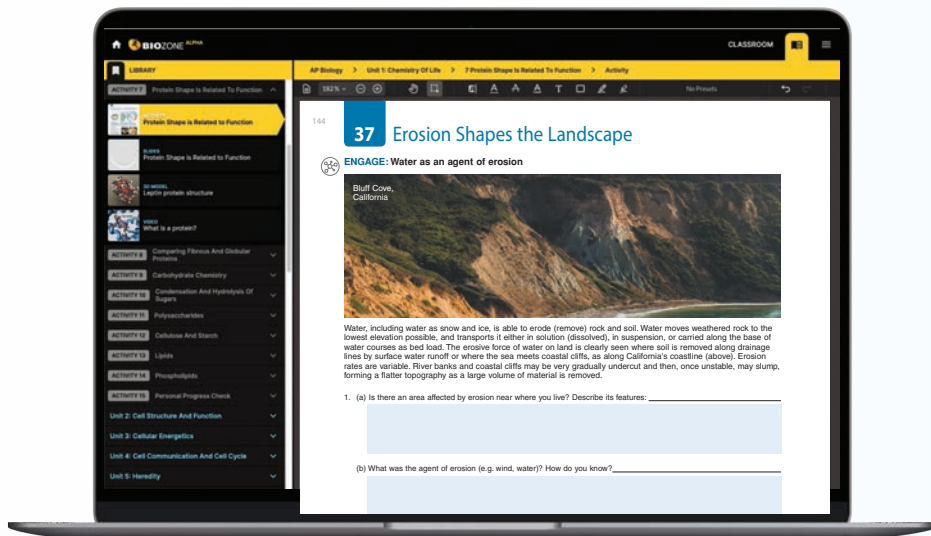 BIOZONE ALPHA
CLASSROOM
LIBRARY
AP Biology > Unit 1: Chemistry Of Life > 7 Protein Shape Is Related To Function > Activity
ACTIVITY 7 Protein Shape Is Related To Function
182%
No Presets
Protein Shape is Related to Function
SLIDES
Protein Shape is Related to Function
3D MODEL
Leptin protein structure
VIDEO
What is a protein?
ACTIVITY 8 Comparing Fibrous And Globular
Proteins
ACTIVITY 9 Carbohydrate Chemistry
ACTIVITY 10 Condensation And Hydrolysis Of
Sugars
ACTIVITY 11 Polysaccharides
ACTIVITY 12 Cellulose And Starch
ACTIVITY 13 Lipids
ACTIVITY 14 Phospholipids
ACTIVITY 15 Personal Progress Check
Unit 2: Cell Structure And Function
Unit 3: Cellular Energetics
Unit 4: Cell Communication And Cell Cycle
Unit 5: Heredity
144
37 Erosion Shapes the Landscape
ENGAGE: Water as an agent of erosion
Bluff Cove,
California
Water, including water as snow and ice, is able to erode (remove) rock and soil. Water moves weathered rock to the
lowest elevation possible, and transports it either in solution (dissolved), in suspension, or carried along the base of
water courses as bed load. The erosive force of water on land is clearly seen where soil is removed along drainage
lines by surface water runoff or where the sea meets coastal cliffs, as along California's coastline (above). Erosion
rates are variable. River banks and coastal cliffs may be very gradually undercut and then, once unstable, may slump,
forming a flatter topography as a large volume of material is removed.
1. (a) Is there an area affected by erosion near where you live? Describe its features:
(b) What was the agent of erosion (e.g. wind, water)? How do you know?